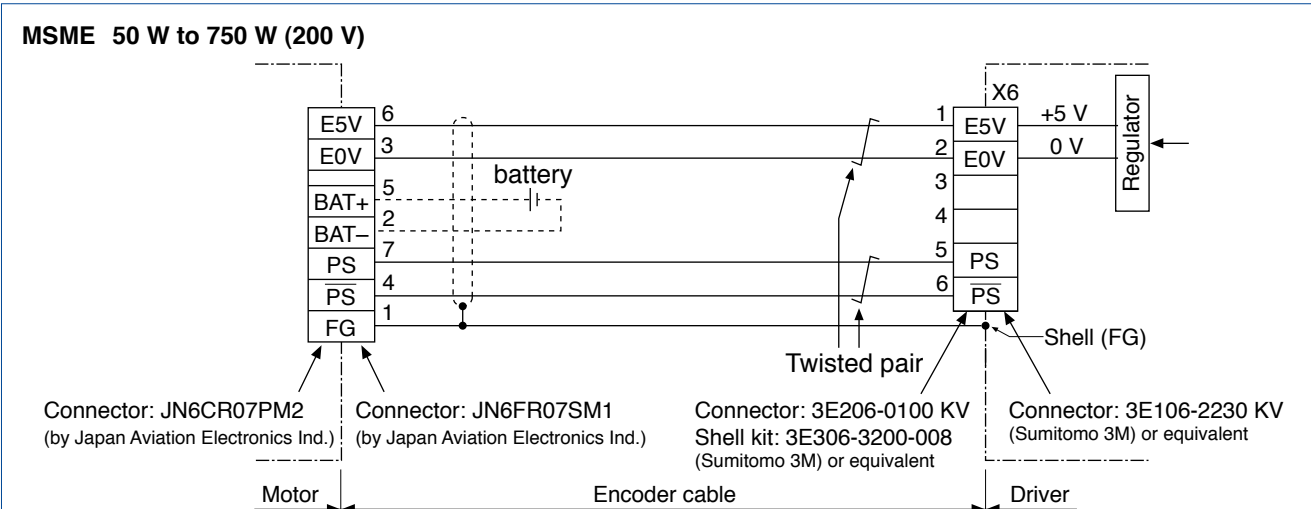 MSME 50 W to 750 W (200 V)
X6
E5V 6 1 E5V +5 V
E0V 3 2 E0V 0 V
Regulator
3
battery
BAT+ 5
4
BAT– 2
PS 7 5 PS
P̅S̅ 4 6 P̅S̅
FG 1
Shell (FG)
Twisted pair
Connector: JN6CR07PM2
(by Japan Aviation Electronics Ind.)
Connector: JN6FR07SM1
(by Japan Aviation Electronics Ind.)
Connector: 3E206-0100 KV
Shell kit: 3E306-3200-008
(Sumitomo 3M) or equivalent
Connector: 3E106-2230 KV
(Sumitomo 3M) or equivalent
Motor Encoder cable Driver